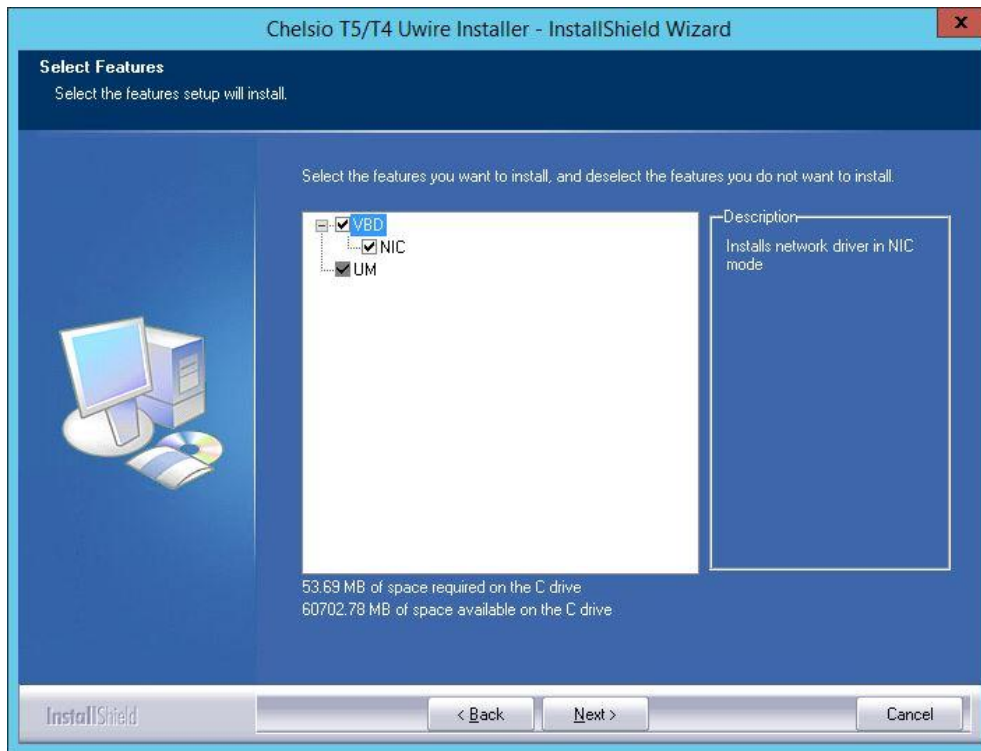 Chelsio T5/T4 Uwire Installer - InstallShield Wizard
x
Select Features
Select the features setup will install.
Select the features you want to install, and deselect the features you do not want to install.
VBD
NIC
UM
Description
Installs network driver in NIC
mode
53.69 MB of space required on the C drive
60702.78 MB of space available on the C drive
InstallShield
< Back
Next >
Cancel